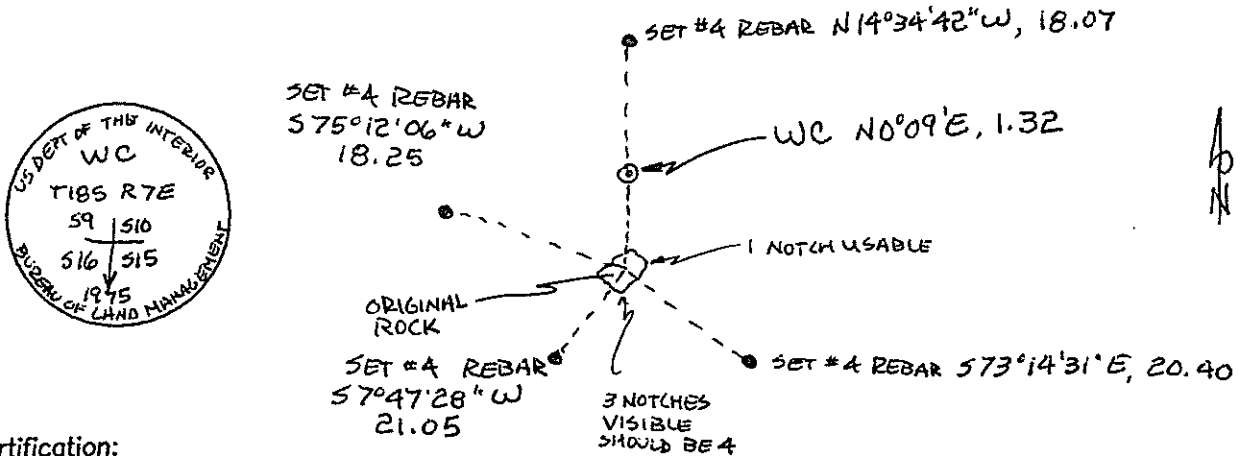 SET #4 REBAR N14°34'42"W, 18.07
SET #4 REBAR
S75°12'06"W
18.25
WC N0°09'E, 1.32
US DEPT OF THE INTERIOR
WC
T18S R7E
S9 S10
S16 S15
1975
BUREAU OF LAND MANAGEMENT
N
1 NOTCH USABLE
ORIGINAL
ROCK
SET #4 REBAR
S7°47'28"W
21.05
SET #4 REBAR S73°14'31"E, 20.40
3 NOTCHES
VISIBLE
SHOULD BE 4
rtification: